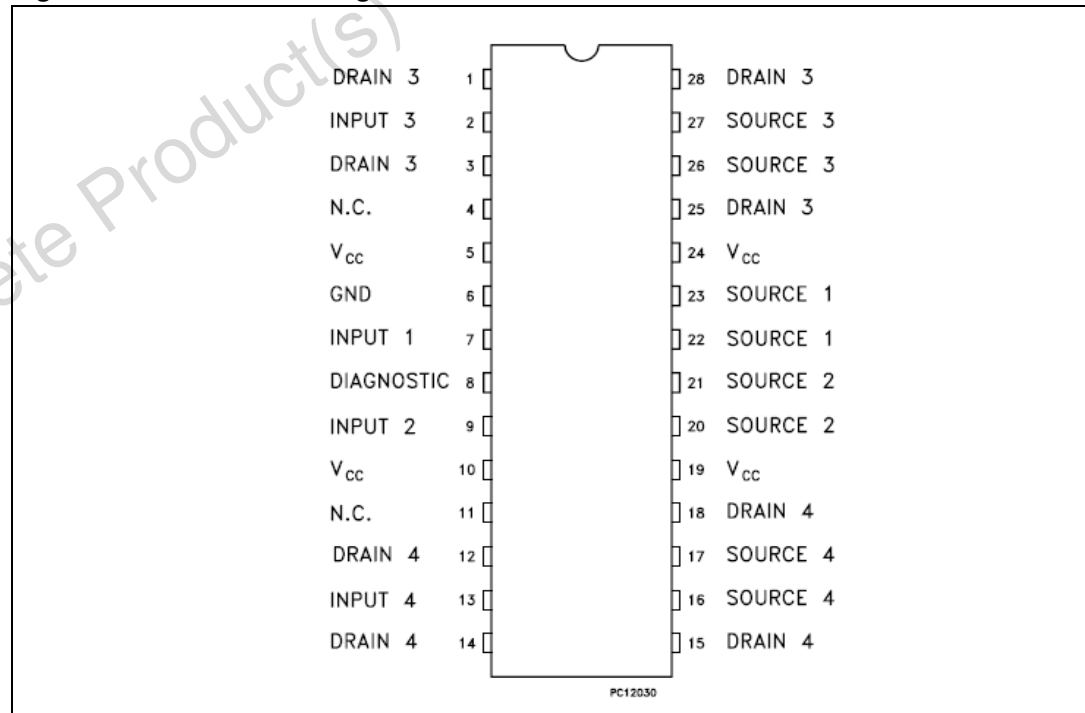 ete Product(s)
DRAIN 3 1 28 DRAIN 3
INPUT 3 2 27 SOURCE 3
DRAIN 3 3 26 SOURCE 3
N.C. 4 25 DRAIN 3
VCC 5 24 VCC
GND 6 23 SOURCE 1
INPUT 1 7 22 SOURCE 1
DIAGNOSTIC 8 21 SOURCE 2
INPUT 2 9 20 SOURCE 2
VCC 10 19 VCC
N.C. 11 18 DRAIN 4
DRAIN 4 12 17 SOURCE 4
INPUT 4 13 16 SOURCE 4
DRAIN 4 14 15 DRAIN 4
PC12030